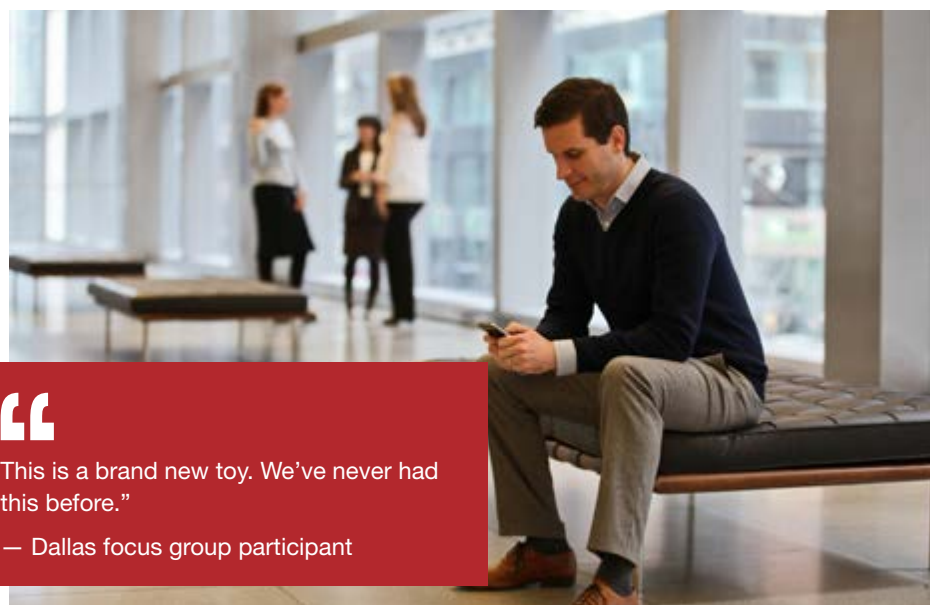 “
This is a brand new toy. We’ve never had
this before.”
— Dallas focus group participant